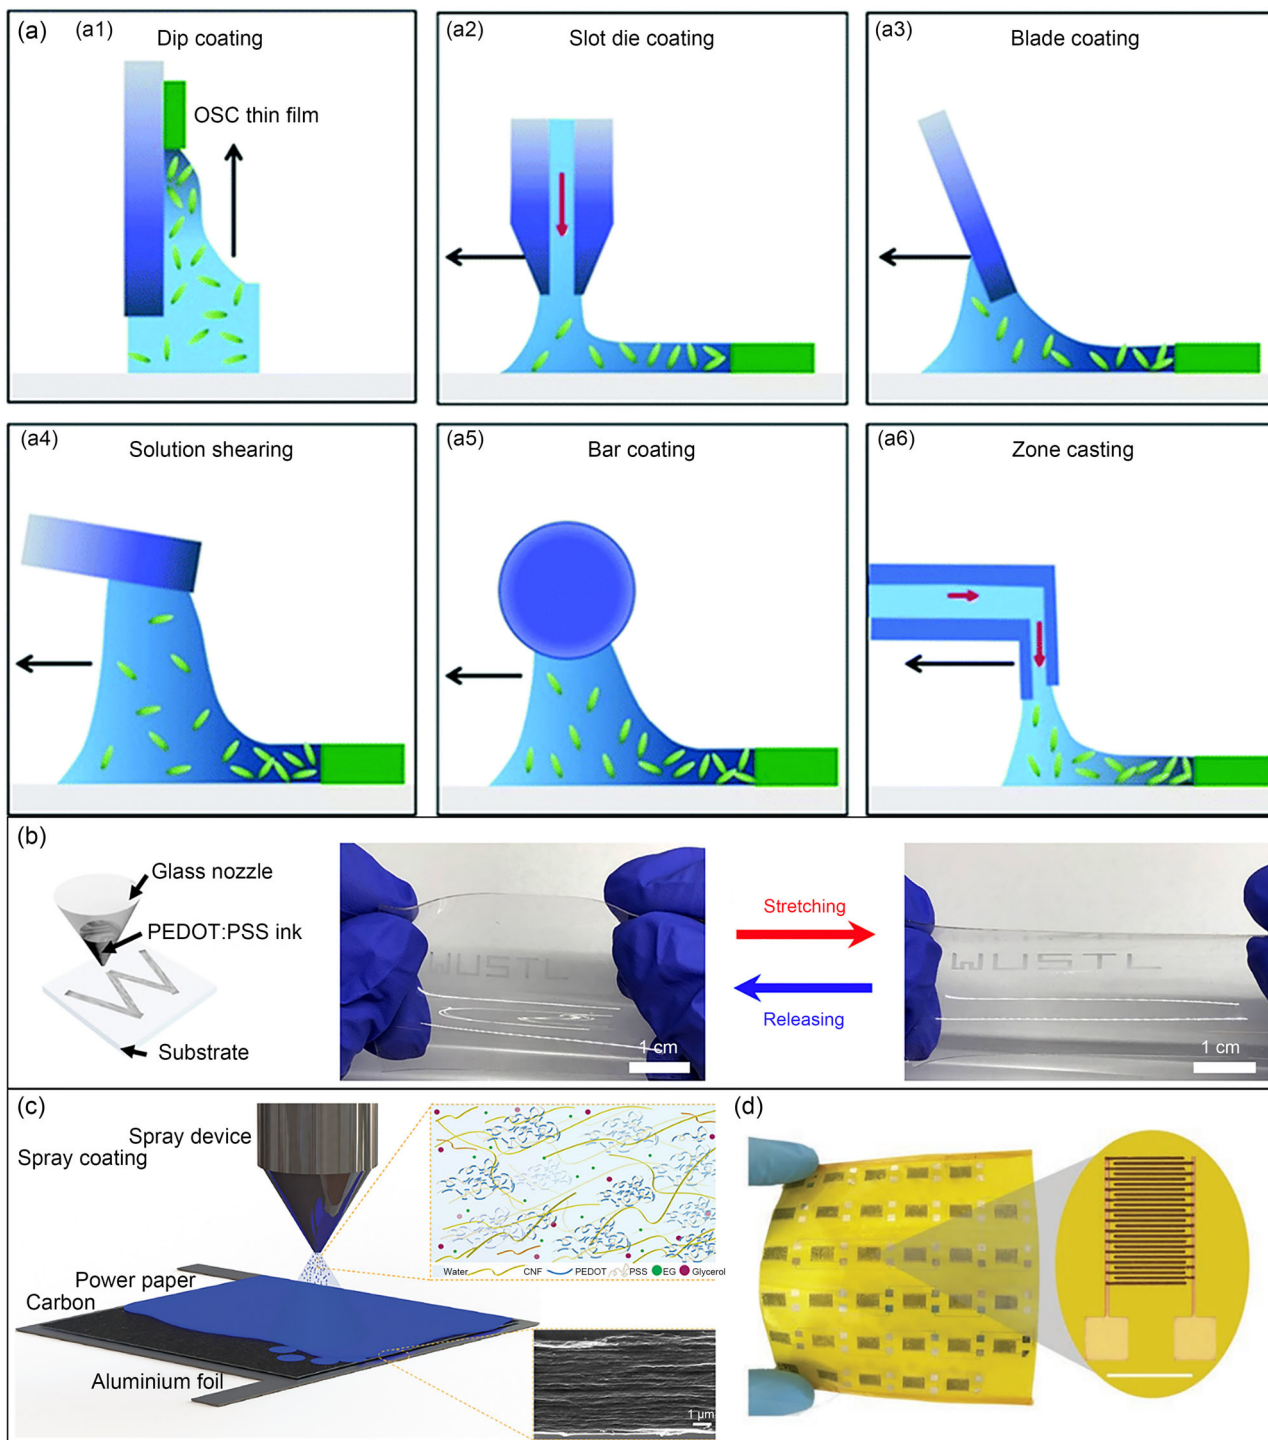 (a)
(a1)
Dip coating
OSC thin film
(a2)
Slot die coating
(a3)
Blade coating
(a4)
Solution shearing
(a5)
Bar coating
(a6)
Zone casting
(b)
Glass nozzle
PEDOT:PSS ink
Substrate
WUSTL
1 cm
Stretching
Releasing
WUSTL
1 cm
(c)
Spray device
Spray coating
Power paper
Carbon
Aluminium foil
Water CNF PEDOT PSS EG Glycerol
1 μm
(d)